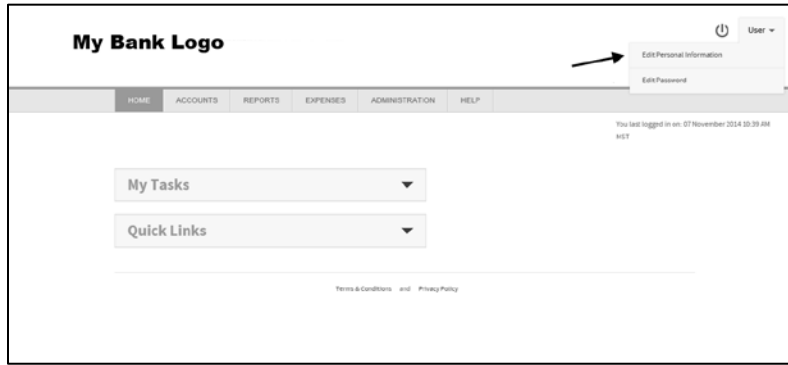 My Bank Logo
User
Edit Personal Information
Edit Password
HOME ACCOUNTS REPORTS EXPENSES ADMINISTRATION HELP
You last logged in on: 07 November 2014 10:39 AM
MST
My Tasks
Quick Links
Terms & Conditions and Privacy Policy